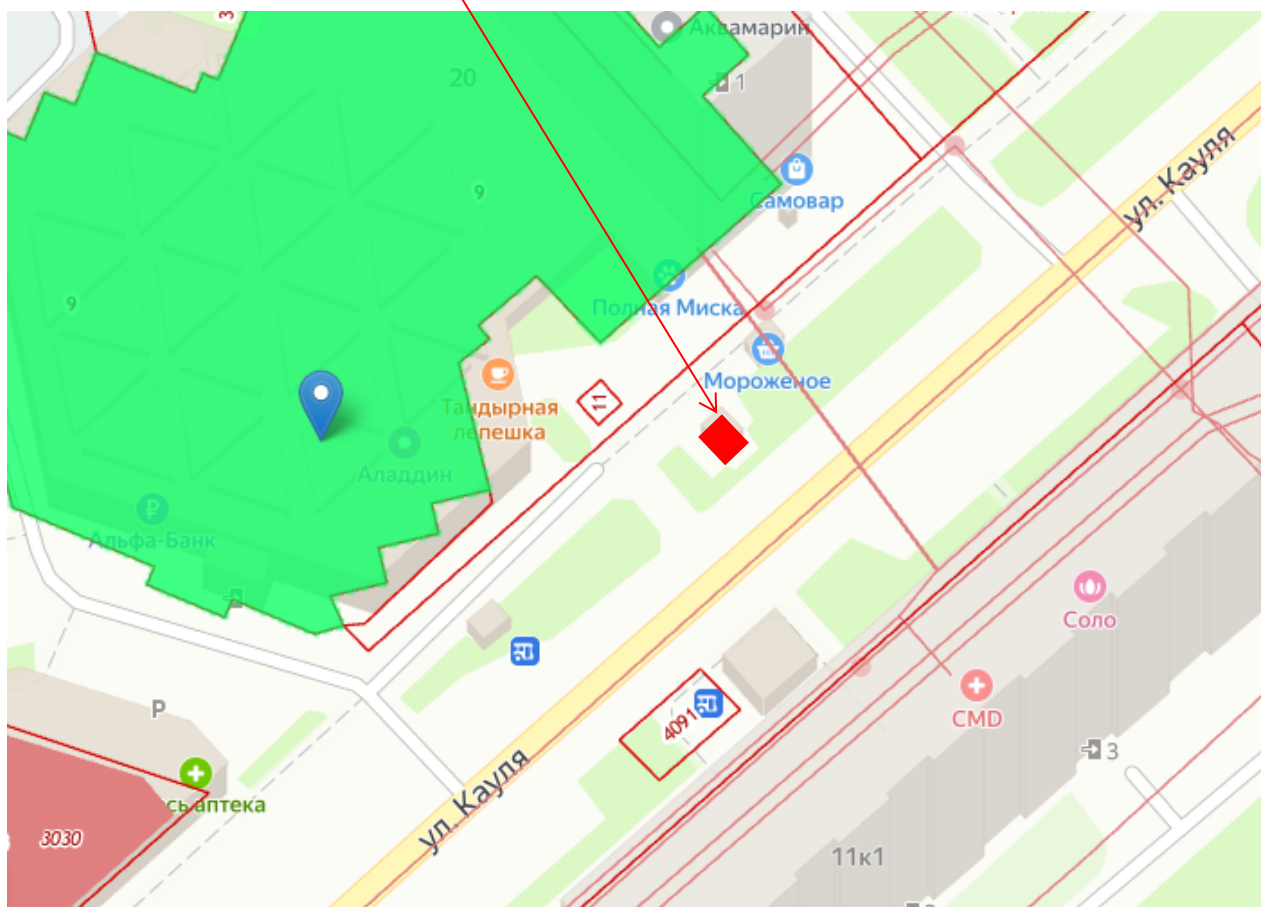 Аквамарин
20
1
9
Самовар
ул. Кауля
9
Полная Миска
Мороженое
Тандырная
лепешка
11
Аладдин
Альфа-Банк
Соло
4091
CMD
Р
3
сь аптека
ул. Кауля
3030
11к1